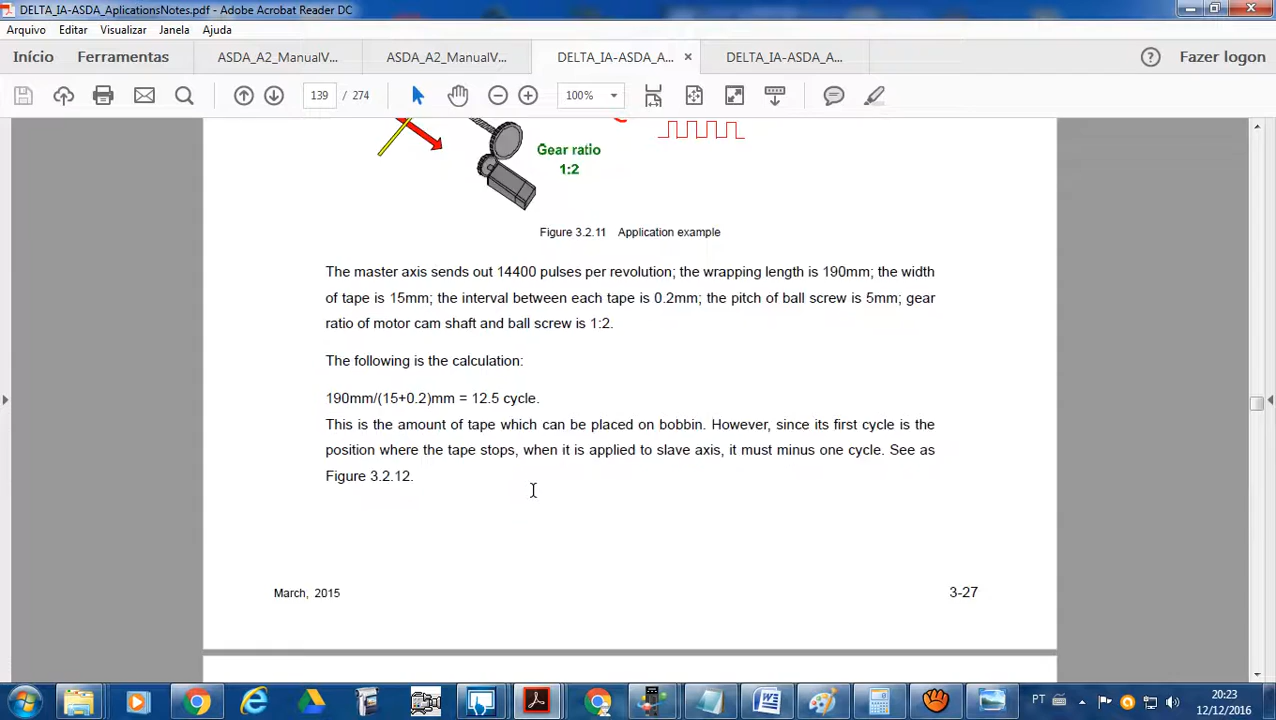 DELTA_IA-ASDA_AplicationsNotes.pdf - Adobe Acrobat Reader DC
Arquivo Editar Visualizar Janela Ajuda
Início Ferramentas ASDA_A2_ManualV... ASDA_A2_ManualV... DELTA_IA-ASDA_A... × DELTA_IA-ASDA_A... ? Fazer logon
139 / 274 100%
Gear ratio
1:2
Figure 3.2.11 Application example
The master axis sends out 14400 pulses per revolution; the wrapping length is 190mm; the width
of tape is 15mm; the interval between each tape is 0.2mm; the pitch of ball screw is 5mm; gear
ratio of motor cam shaft and ball screw is 1:2.
The following is the calculation:
190mm/(15+0.2)mm = 12.5 cycle.
This is the amount of tape which can be placed on bobbin. However, since its first cycle is the
position where the tape stops, when it is applied to slave axis, it must minus one cycle. See as
Figure 3.2.12.
March, 2015 3-27
PT 20:23
12/12/2016